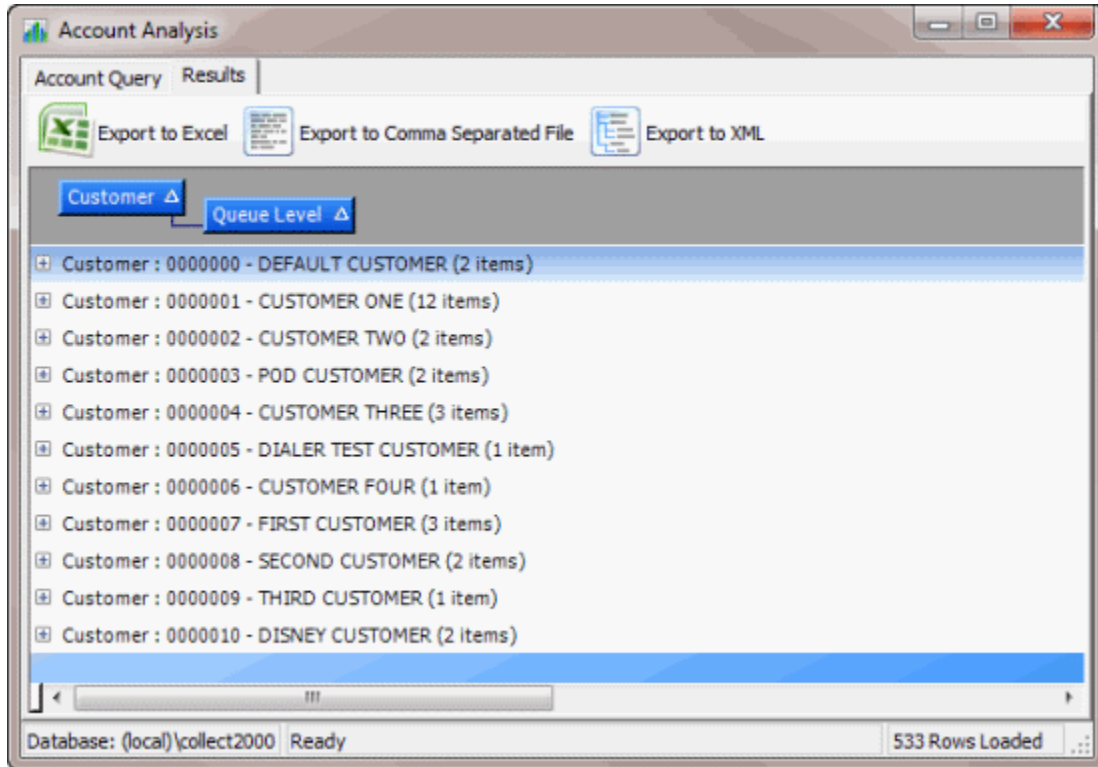 Account Analysis
Account Query Results
Export to Excel Export to Comma Separated File Export to XML
Customer
Queue Level
Customer : 0000000 - DEFAULT CUSTOMER (2 items)
Customer : 0000001 - CUSTOMER ONE (12 items)
Customer : 0000002 - CUSTOMER TWO (2 items)
Customer : 0000003 - POD CUSTOMER (2 items)
Customer : 0000004 - CUSTOMER THREE (3 items)
Customer : 0000005 - DIALER TEST CUSTOMER (1 item)
Customer : 0000006 - CUSTOMER FOUR (1 item)
Customer : 0000007 - FIRST CUSTOMER (3 items)
Customer : 0000008 - SECOND CUSTOMER (2 items)
Customer : 0000009 - THIRD CUSTOMER (1 item)
Customer : 0000010 - DISNEY CUSTOMER (2 items)
Database: (local)\collect2000 Ready 533 Rows Loaded